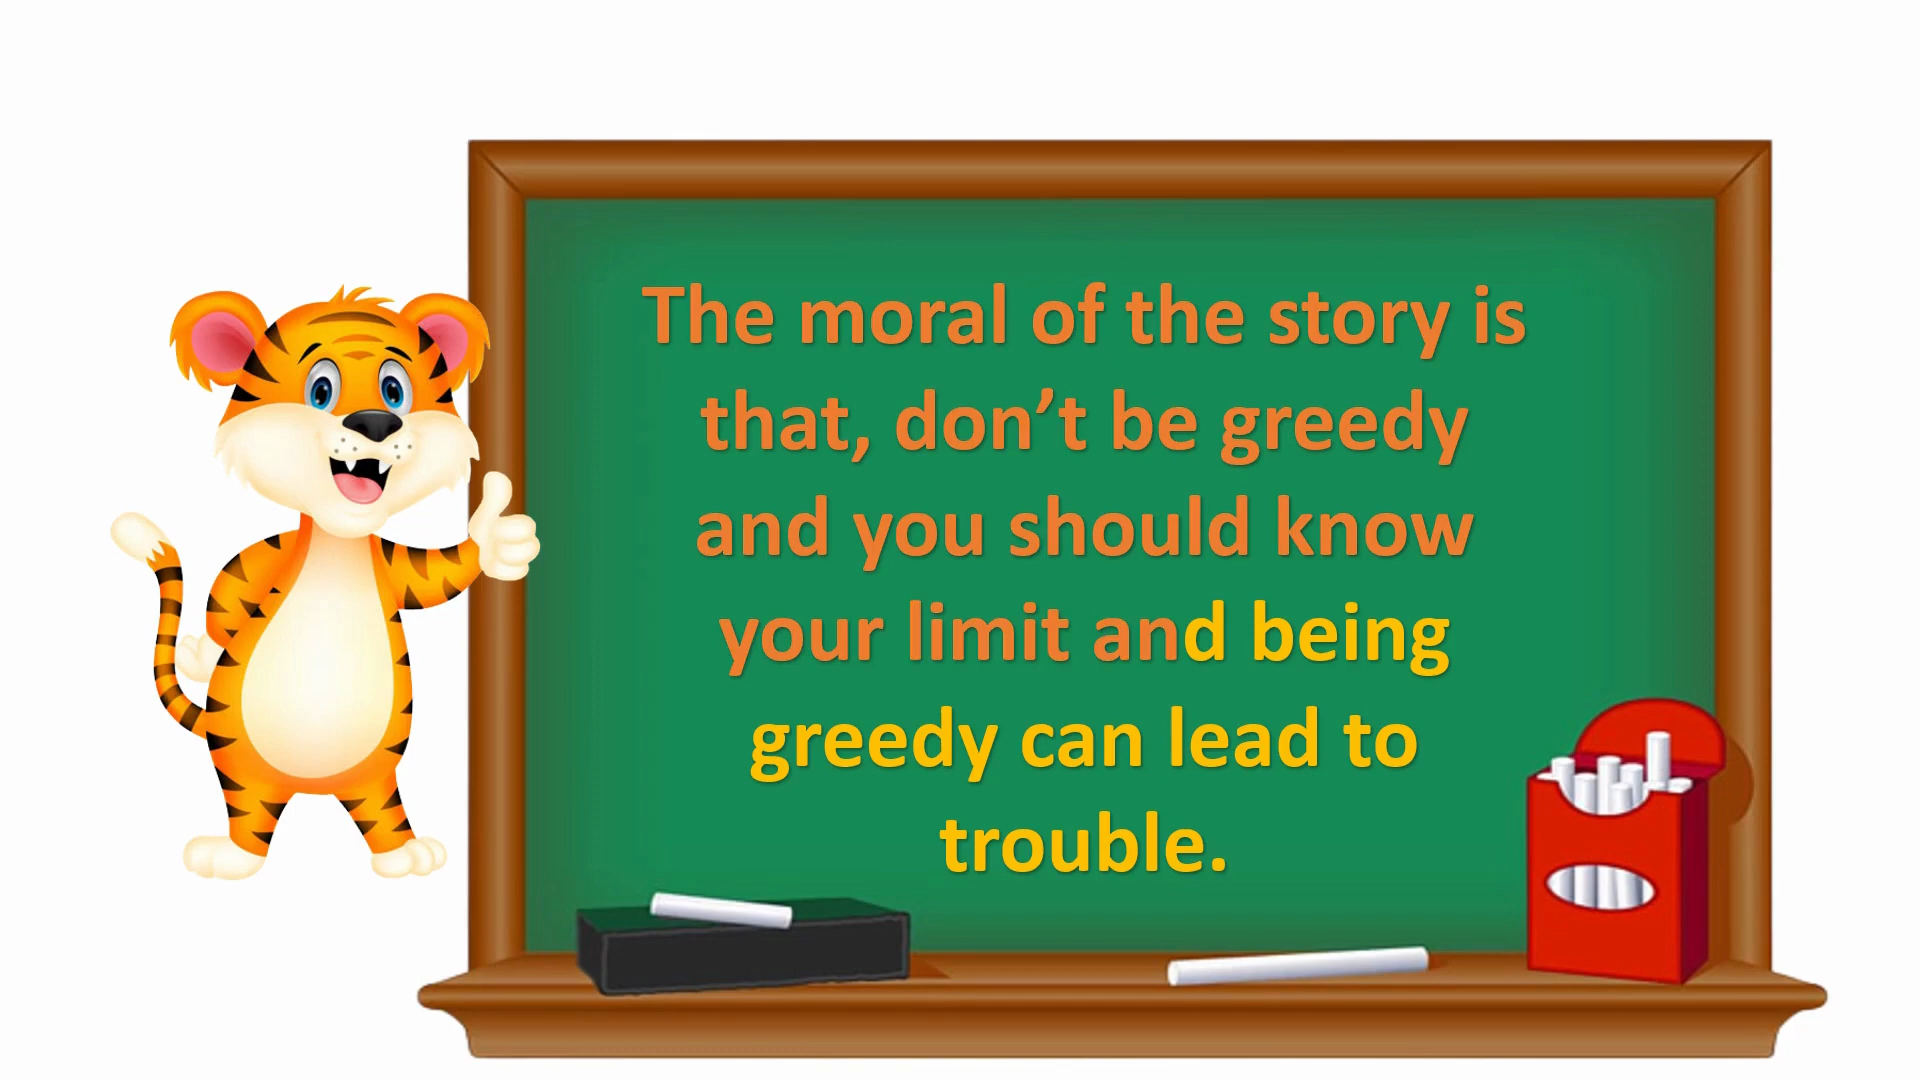 The moral of the story is
that, don’t be greedy
and you should know
your limit and being
greedy can lead to
trouble.